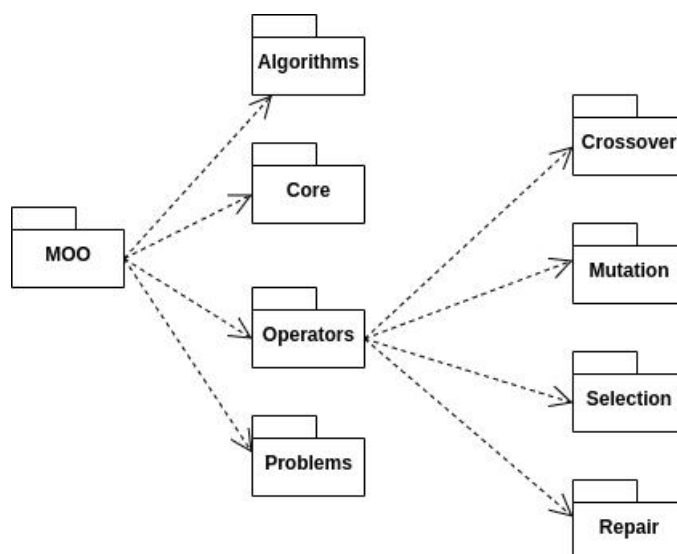 Algorithms
Crossover
Core
MOO
Mutation
Operators
Selection
Problems
Repair